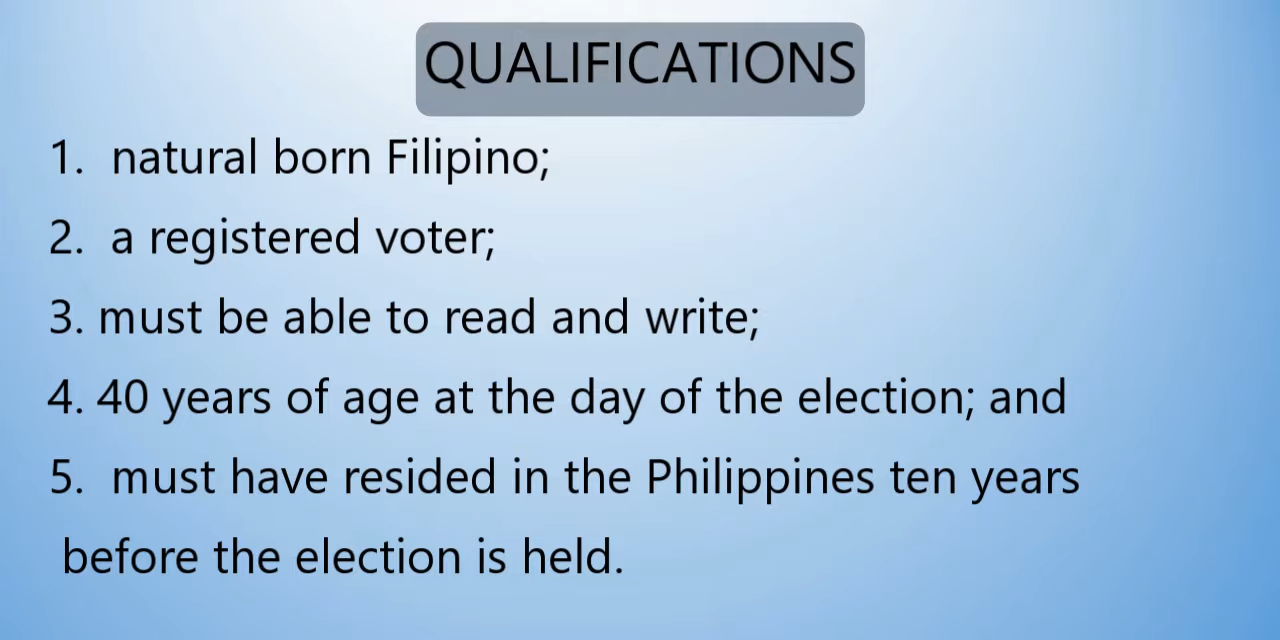 QUALIFICATIONS
1. natural born Filipino;
2. a registered voter;
3. must be able to read and write;
4. 40 years of age at the day of the election; and
5. must have resided in the Philippines ten years
before the election is held.